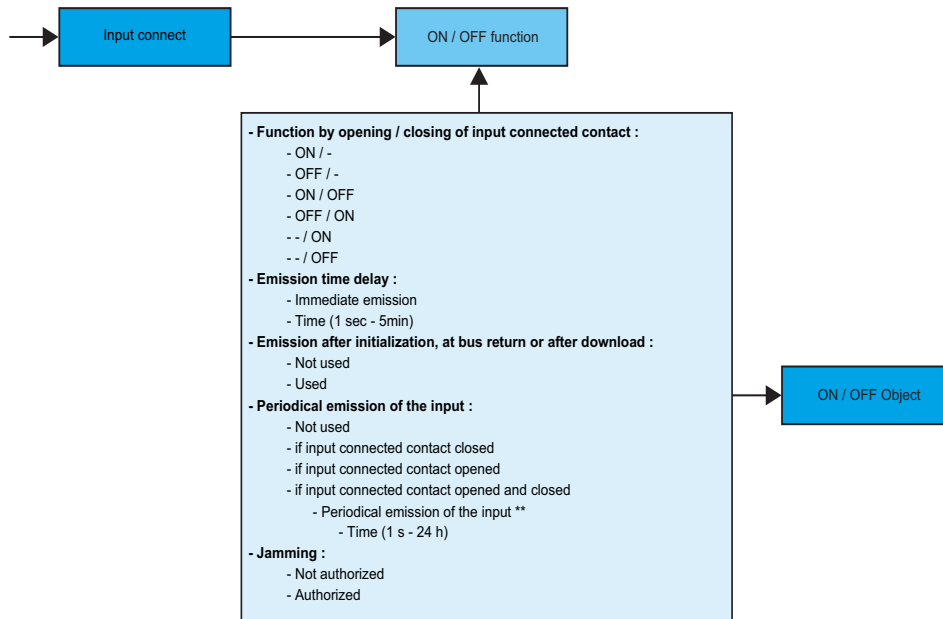 Input connect
ON / OFF function
- Function by opening / closing of input connected contact :
- ON / -
- OFF / -
- ON / OFF
- OFF / ON
- - / ON
- - / OFF
- Emission time delay :
- Immediate emission
- Time (1 sec - 5min)
- Emission after initialization, at bus return or after download :
- Not used
- Used
- Periodical emission of the input :
- Not used
- if input connected contact closed
- if input connected contact opened
- if input connected contact opened and closed
- Periodical emission of the input **
- Time (1 s - 24 h)
- Jamming :
- Not authorized
- Authorized
ON / OFF Object